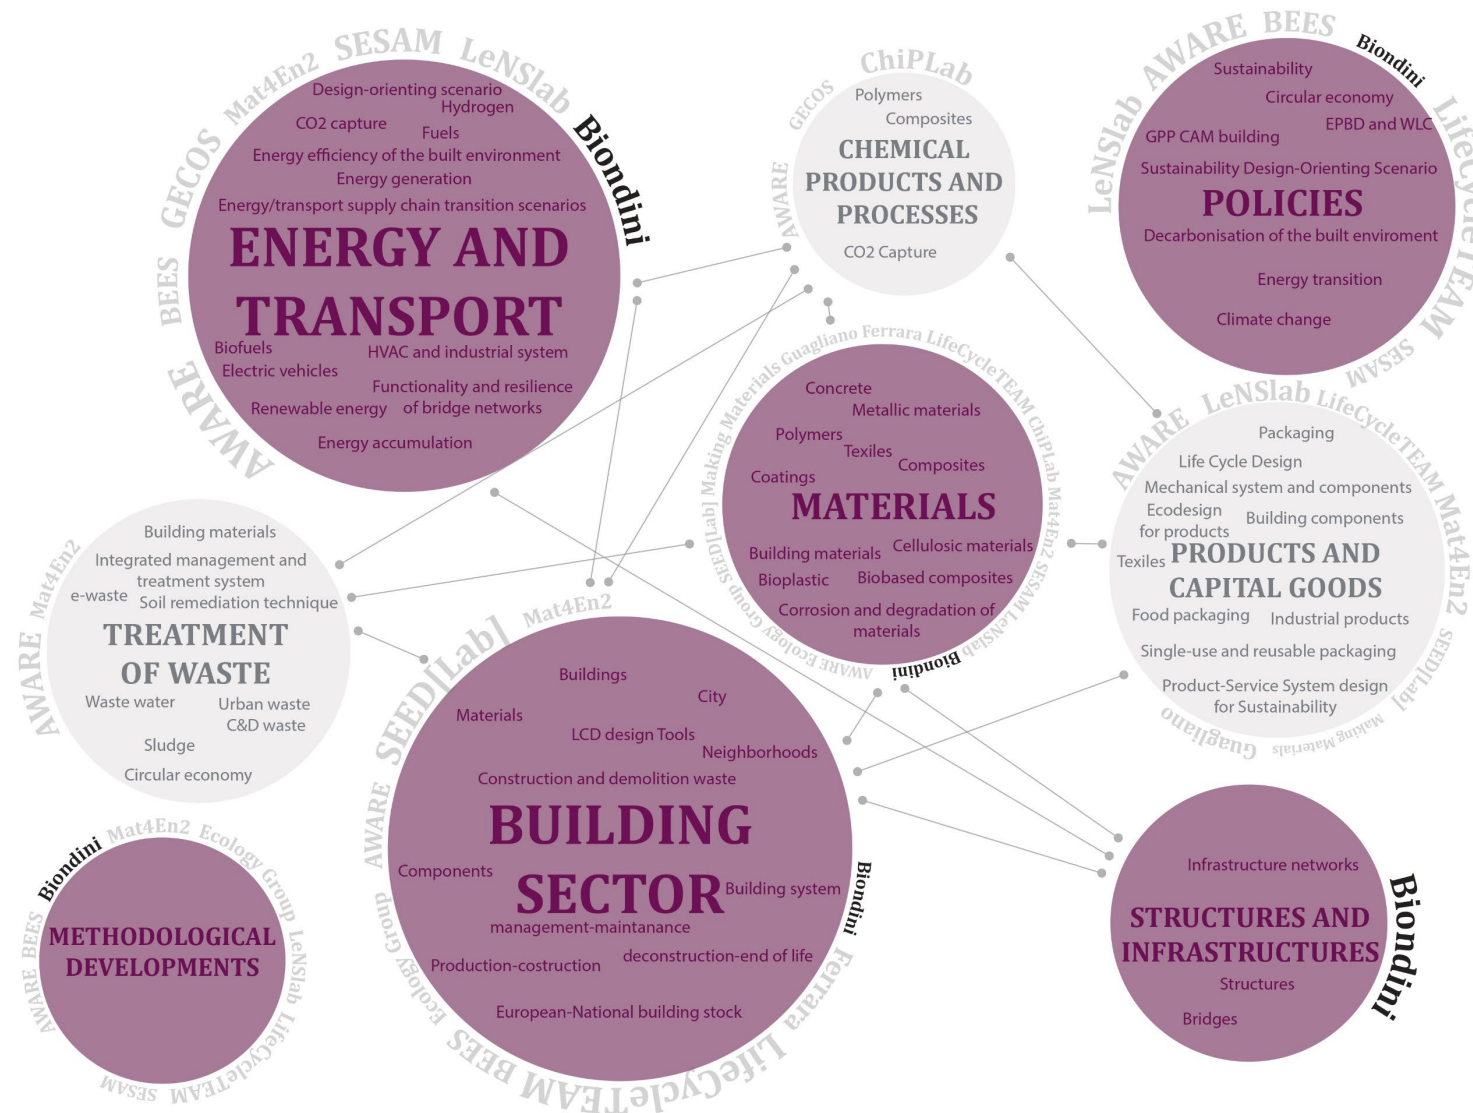 Mat4En2 SESAM LeNSlab Biondini
AWARE BEES GECOS
Design-orienting scenario
Hydrogen
CO2 capture
Fuels
Energy efficiency of the built environment
Energy generation
Energy/transport supply chain transition scenarios
ENERGY AND
TRANSPORT
Biofuels
HVAC and industrial system
Electric vehicles
Functionality and resilience
of bridge networks
Renewable energy
Energy accumulation
AWARE GECOS ChiPLab
Polymers
Composites
CHEMICAL
PRODUCTS AND
PROCESSES
CO2 Capture
LeNSlab AWARE BEES Biondini LifeCycleTEAM SESAM
Sustainability
Circular economy
EPBD and WLC
GPP CAM building
Sustainability Design-Orienting Scenario
POLICIES
Decarbonisation of the built enviroment
Energy transition
Climate change
AWARE Ecology Group SEED[Lab] Making Materials Guagliano Ferrara LifeCycleTEAM ChiPLab Mat4En2 SESAM LeNSlab Biondini
Concrete
Metallic materials
Polymers
Texiles
Composites
Coatings
MATERIALS
Building materials
Cellulosic materials
Bioplastic
Biobased composites
Corrosion and degradation of
materials
AWARE LeNSlab LifeCycleTEAM Mat4En2 SEED[Lab] Making Materials Guagliano
Packaging
Life Cycle Design
Mechanical system and components
Ecodesign
for products
Building components
Texiles
PRODUCTS AND
CAPITAL GOODS
Food packaging
Industrial products
Single-use and reusable packaging
Product-Service System design
for Sustainability
AWARE Mat4En2
Building materials
Integrated management and
treatment system
e-waste
Soil remediation technique
TREATMENT
OF WASTE
Waste water
Urban waste
C&D waste
Sludge
Circular economy
AWARE SEED[Lab] Mat4En2
Biondini Ferrara LifeCycleTEAM BEES Ecology Group
Buildings
City
Materials
LCD design Tools
Neighborhoods
Construction and demolition waste
BUILDING
SECTOR
Components
Building system
management-maintanance
deconstruction-end of life
Production-costruction
European-National building stock
AWARE BEES Biondini Mat4En2 Ecology Group LeNSlab LifeCycleTEAM SESAM
METHODOLOGICAL
DEVELOPMENTS
Biondini
Infrastructure networks
STRUCTURES AND
INFRASTRUCTURES
Structures
Bridges